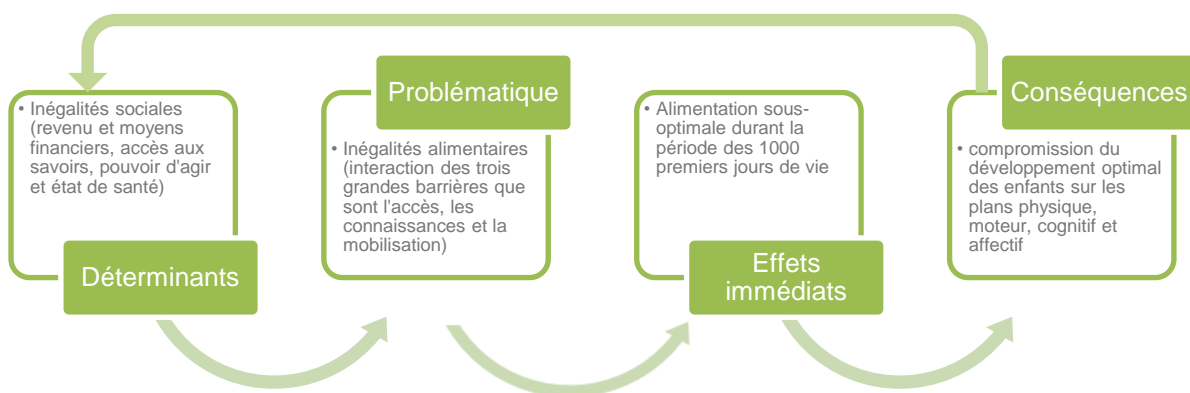 • Inégalités sociales
(revenu et moyens
financiers, accès aux
savoirs, pouvoir d'agir
et état de santé)
Déterminants
Problématique
• Inégalités alimentaires
(interaction des trois
grandes barrières que
sont l'accès, les
connaissances et la
mobilisation)
• Alimentation sous-
optimale durant la
période des 1000
premiers jours de vie
Effets
immédiats
Conséquences
• compromission du
développement optimal
des enfants sur les
plans physique,
moteur, cognitif et
affectif